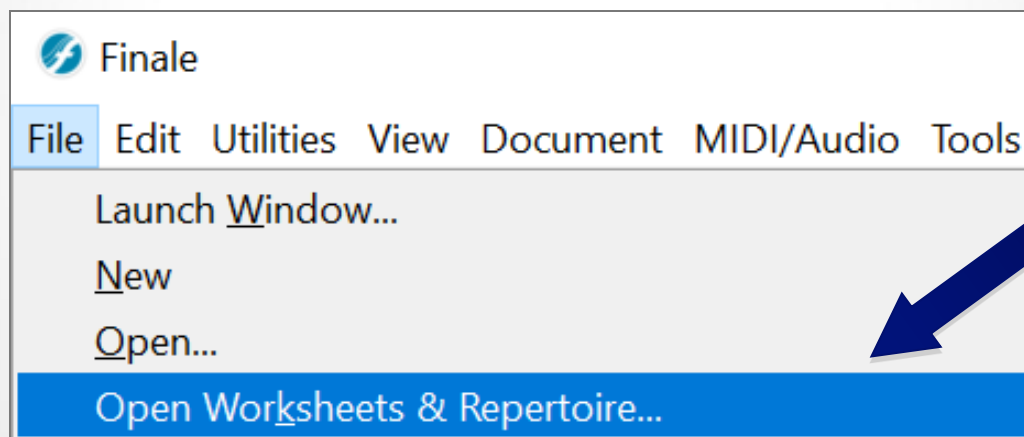 Finale
File Edit Utilities View Document MIDI/Audio Tools
Launch Window...
New
Open...
Open Worksheets & Repertoire...